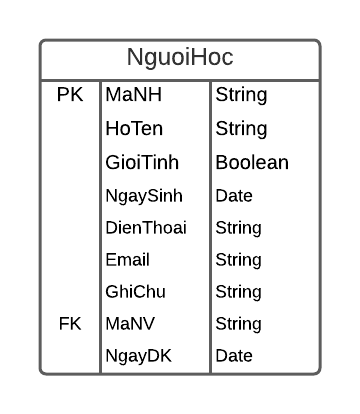 NguoiHoc
PK MaNH String
HoTen String
GioiTinh Boolean
NgaySinh Date
DienThoai String
Email String
GhiChu String
FK MaNV String
NgayDK Date